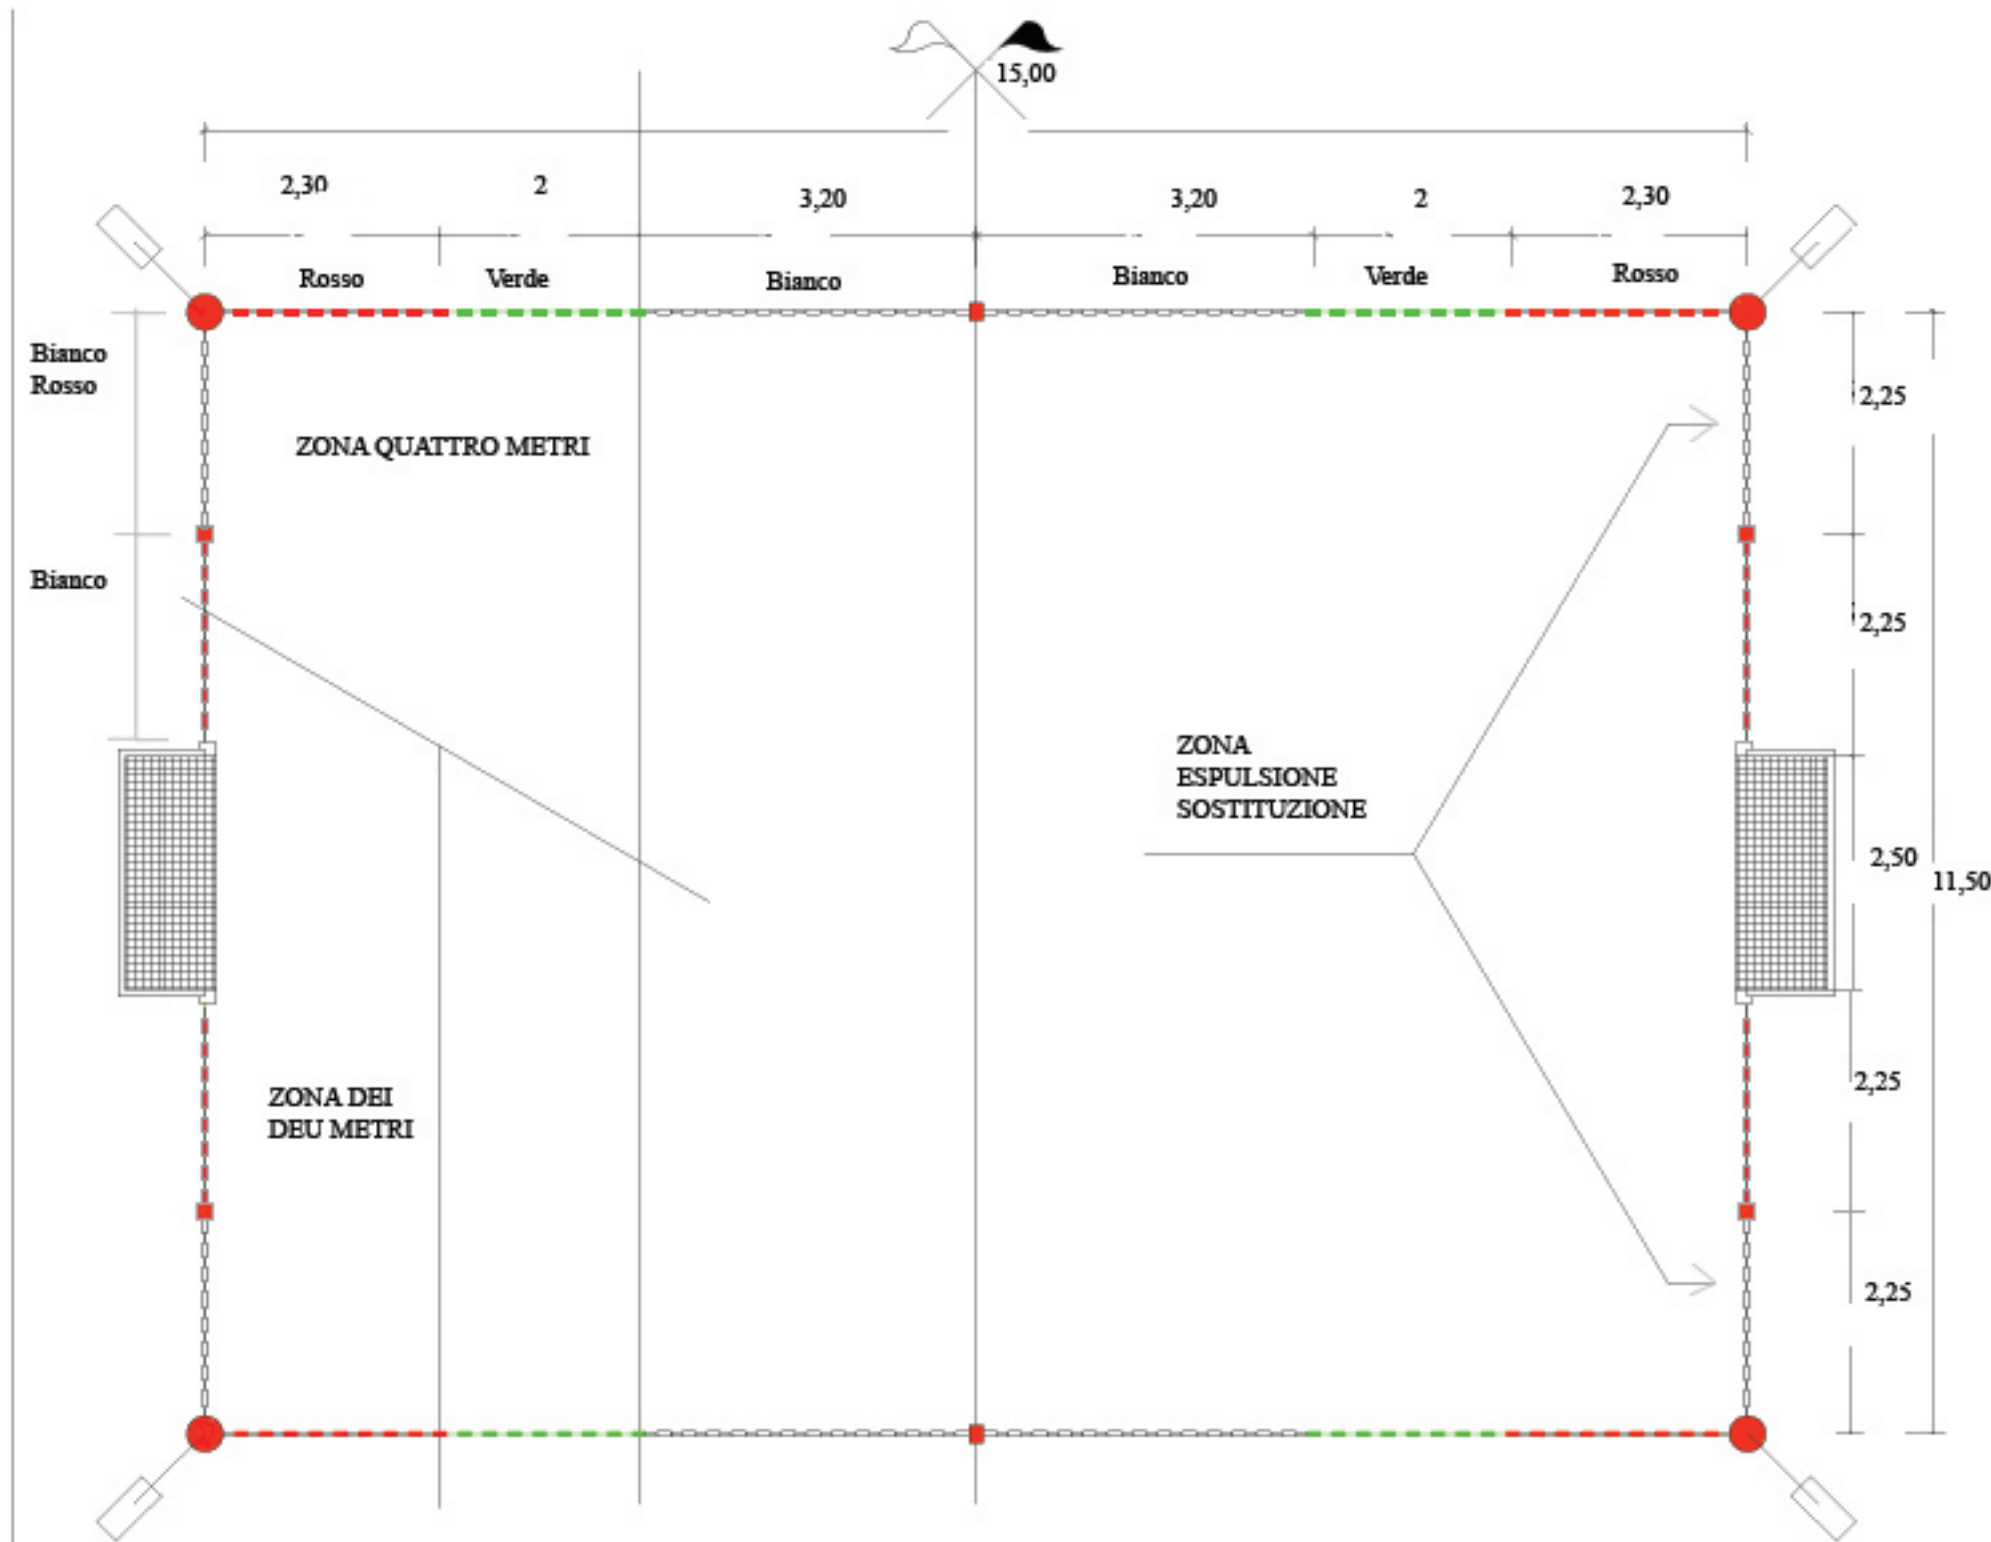 15,00
2,30 2 3,20 3,20 2 2,30
Rosso Verde Bianco Bianco Verde Rosso
Bianco
Rosso
2,25
ZONA QUATTRO METRI
Bianco
2,25
ZONA
ESPULSIONE
SOSTITUZIONE
2,50
11,50
ZONA DEI
DEU METRI
2,25
2,25